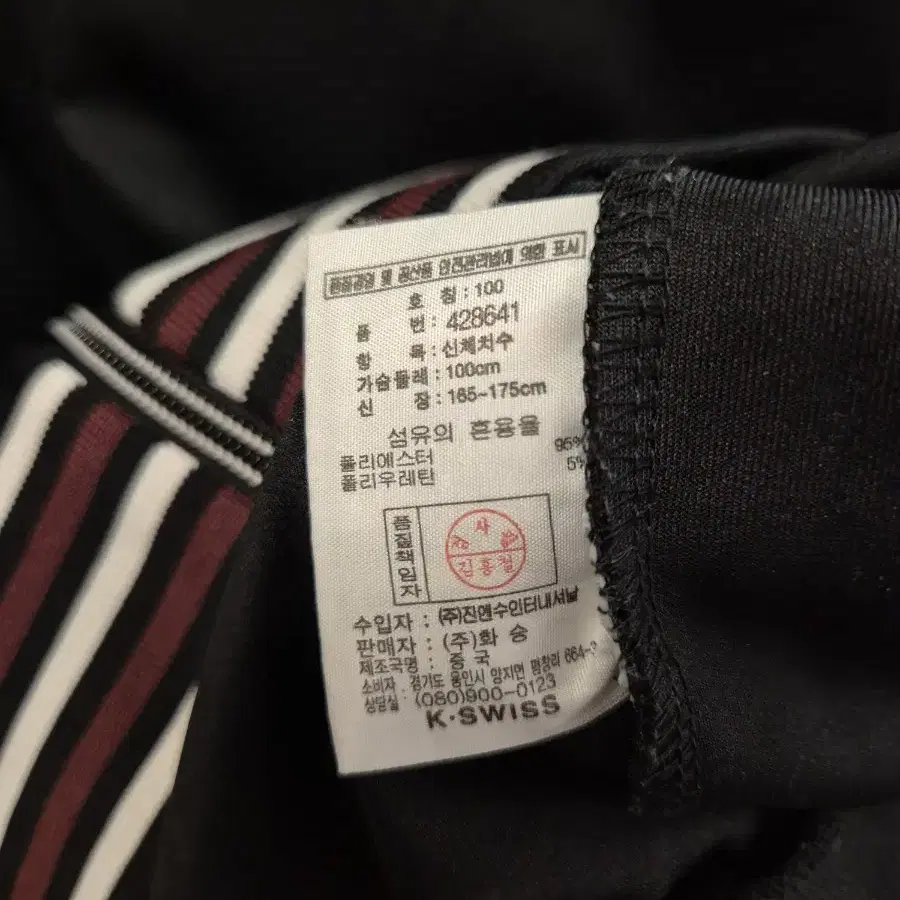 품질경영 및 공산품 안전관리법에 의한 표시
호 칭 : 100
품 번 : 428641
항 목 : 신체치수
가슴둘레 : 100cm
신 장 : 165-175cm
섬유의 혼용율
폴리에스터 95%
폴리우레탄 5%
품질책임자
검사필
김홍철
수입자 : (주)진엔수인터내셔날
판매자 : (주)화 승
제조국명 : 중 국
소비자 : 경기도 용인시 양지면 평창리 664-3
상담실 : (080)900-0123
K·SWISS